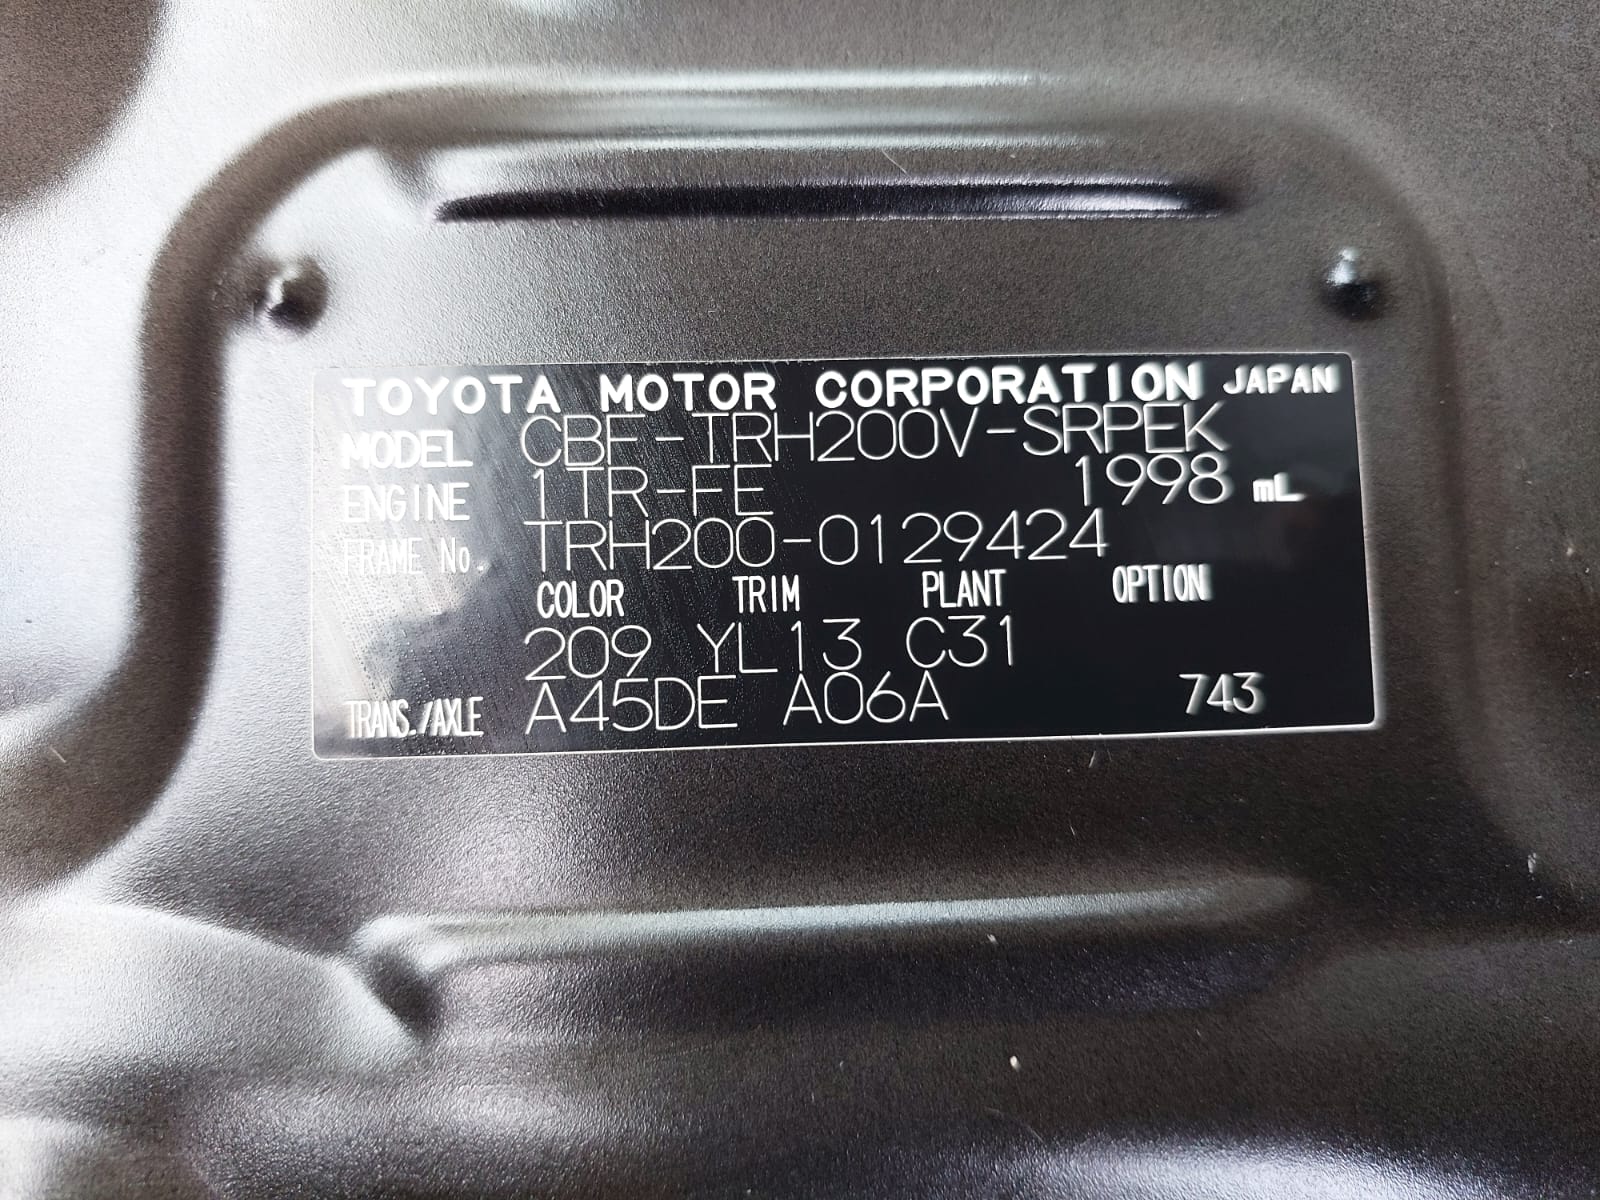 TOYOTA MOTOR CORPORATION JAPAN
MODEL CBF-TRH200V-SRPEK
ENGINE 1TR-FE 1998 mL
FRAME No. TRH200-0129424
COLOR TRIM PLANT OPTION
209 YL13 C31
TRANS./AXLE A45DE A06A 743